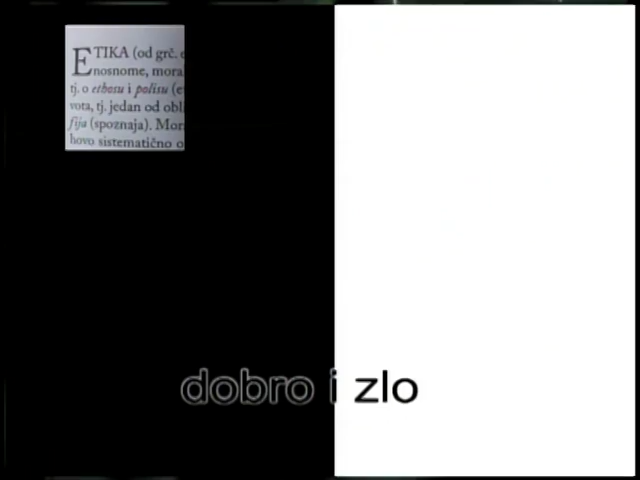 ETIKA (od grč.
nosnome, mora
tj. o ethosu i polisu (e
vota, tj. jedan od obl
fija (spoznaja). Mor
hovo sistematično o
dobro i zlo